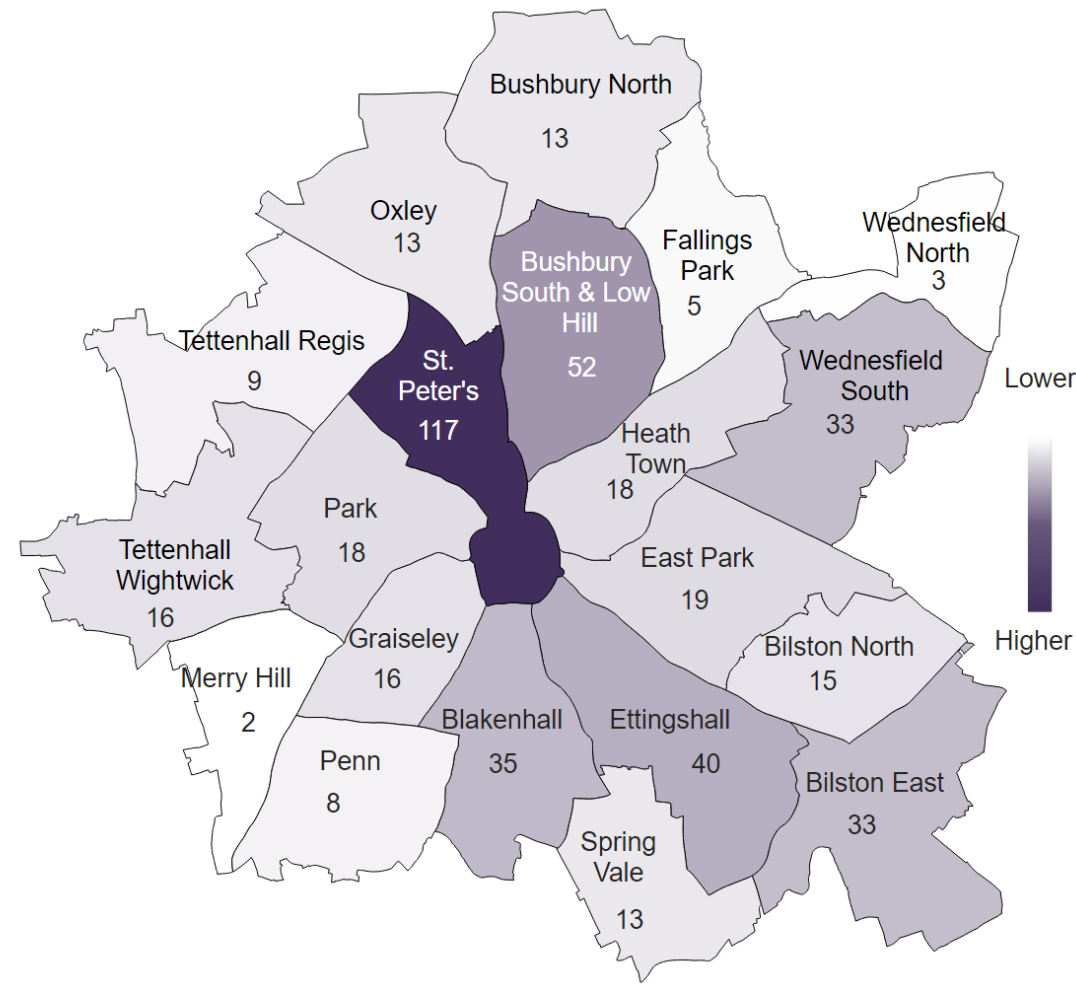 Bushbury North
13
Oxley
13
Wednesfield
North
3
Fallings
Park
5
Bushbury
South & Low
Hill
52
Tettenhall Regis
9
St.
Peter's
117
Wednesfield
South
33
Lower
Heath
Town
18
Park
18
Tettenhall
Wightwick
16
East Park
19
Graiseley
16
Bilston North
15
Higher
Merry Hill
2
Blakenhall
35
Ettingshall
40
Penn
8
Bilston East
33
Spring
Vale
13